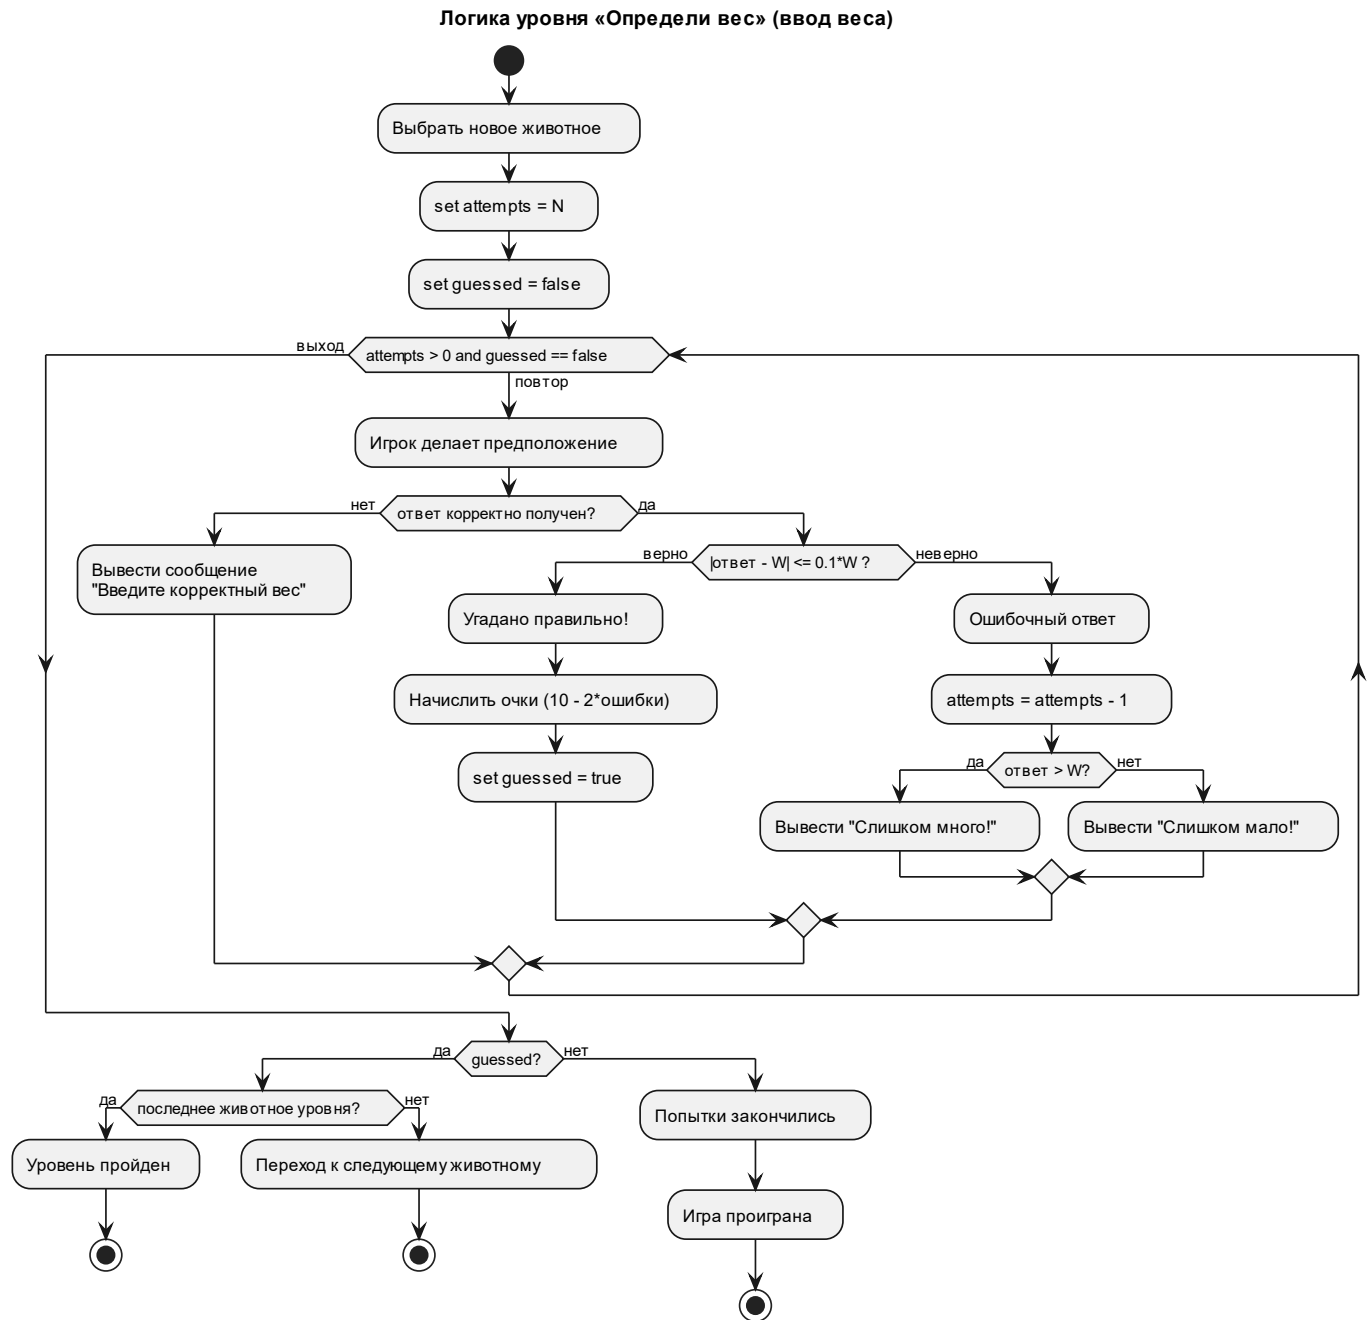 Логика уровня «Определи вес» (ввод веса)
Выбрать новое животное
set attempts = N
set guessed = false
выход
attempts > 0 and guessed == false
повтор
Игрок делает предположение
нет
ответ корректно получен?
да
Вывести сообщение
"Введите корректный вес"
верно
|ответ - W| <= 0.1*W ?
неверно
Угадано правильно!
Ошибочный ответ
Начислить очки (10 - 2*ошибки)
attempts = attempts - 1
set guessed = true
да
ответ > W?
нет
Вывести "Слишком много!"
Вывести "Слишком мало!"
да
guessed?
нет
да
последнее животное уровня?
нет
Попытки закончились
Уровень пройден
Переход к следующему животному
Игра проиграна